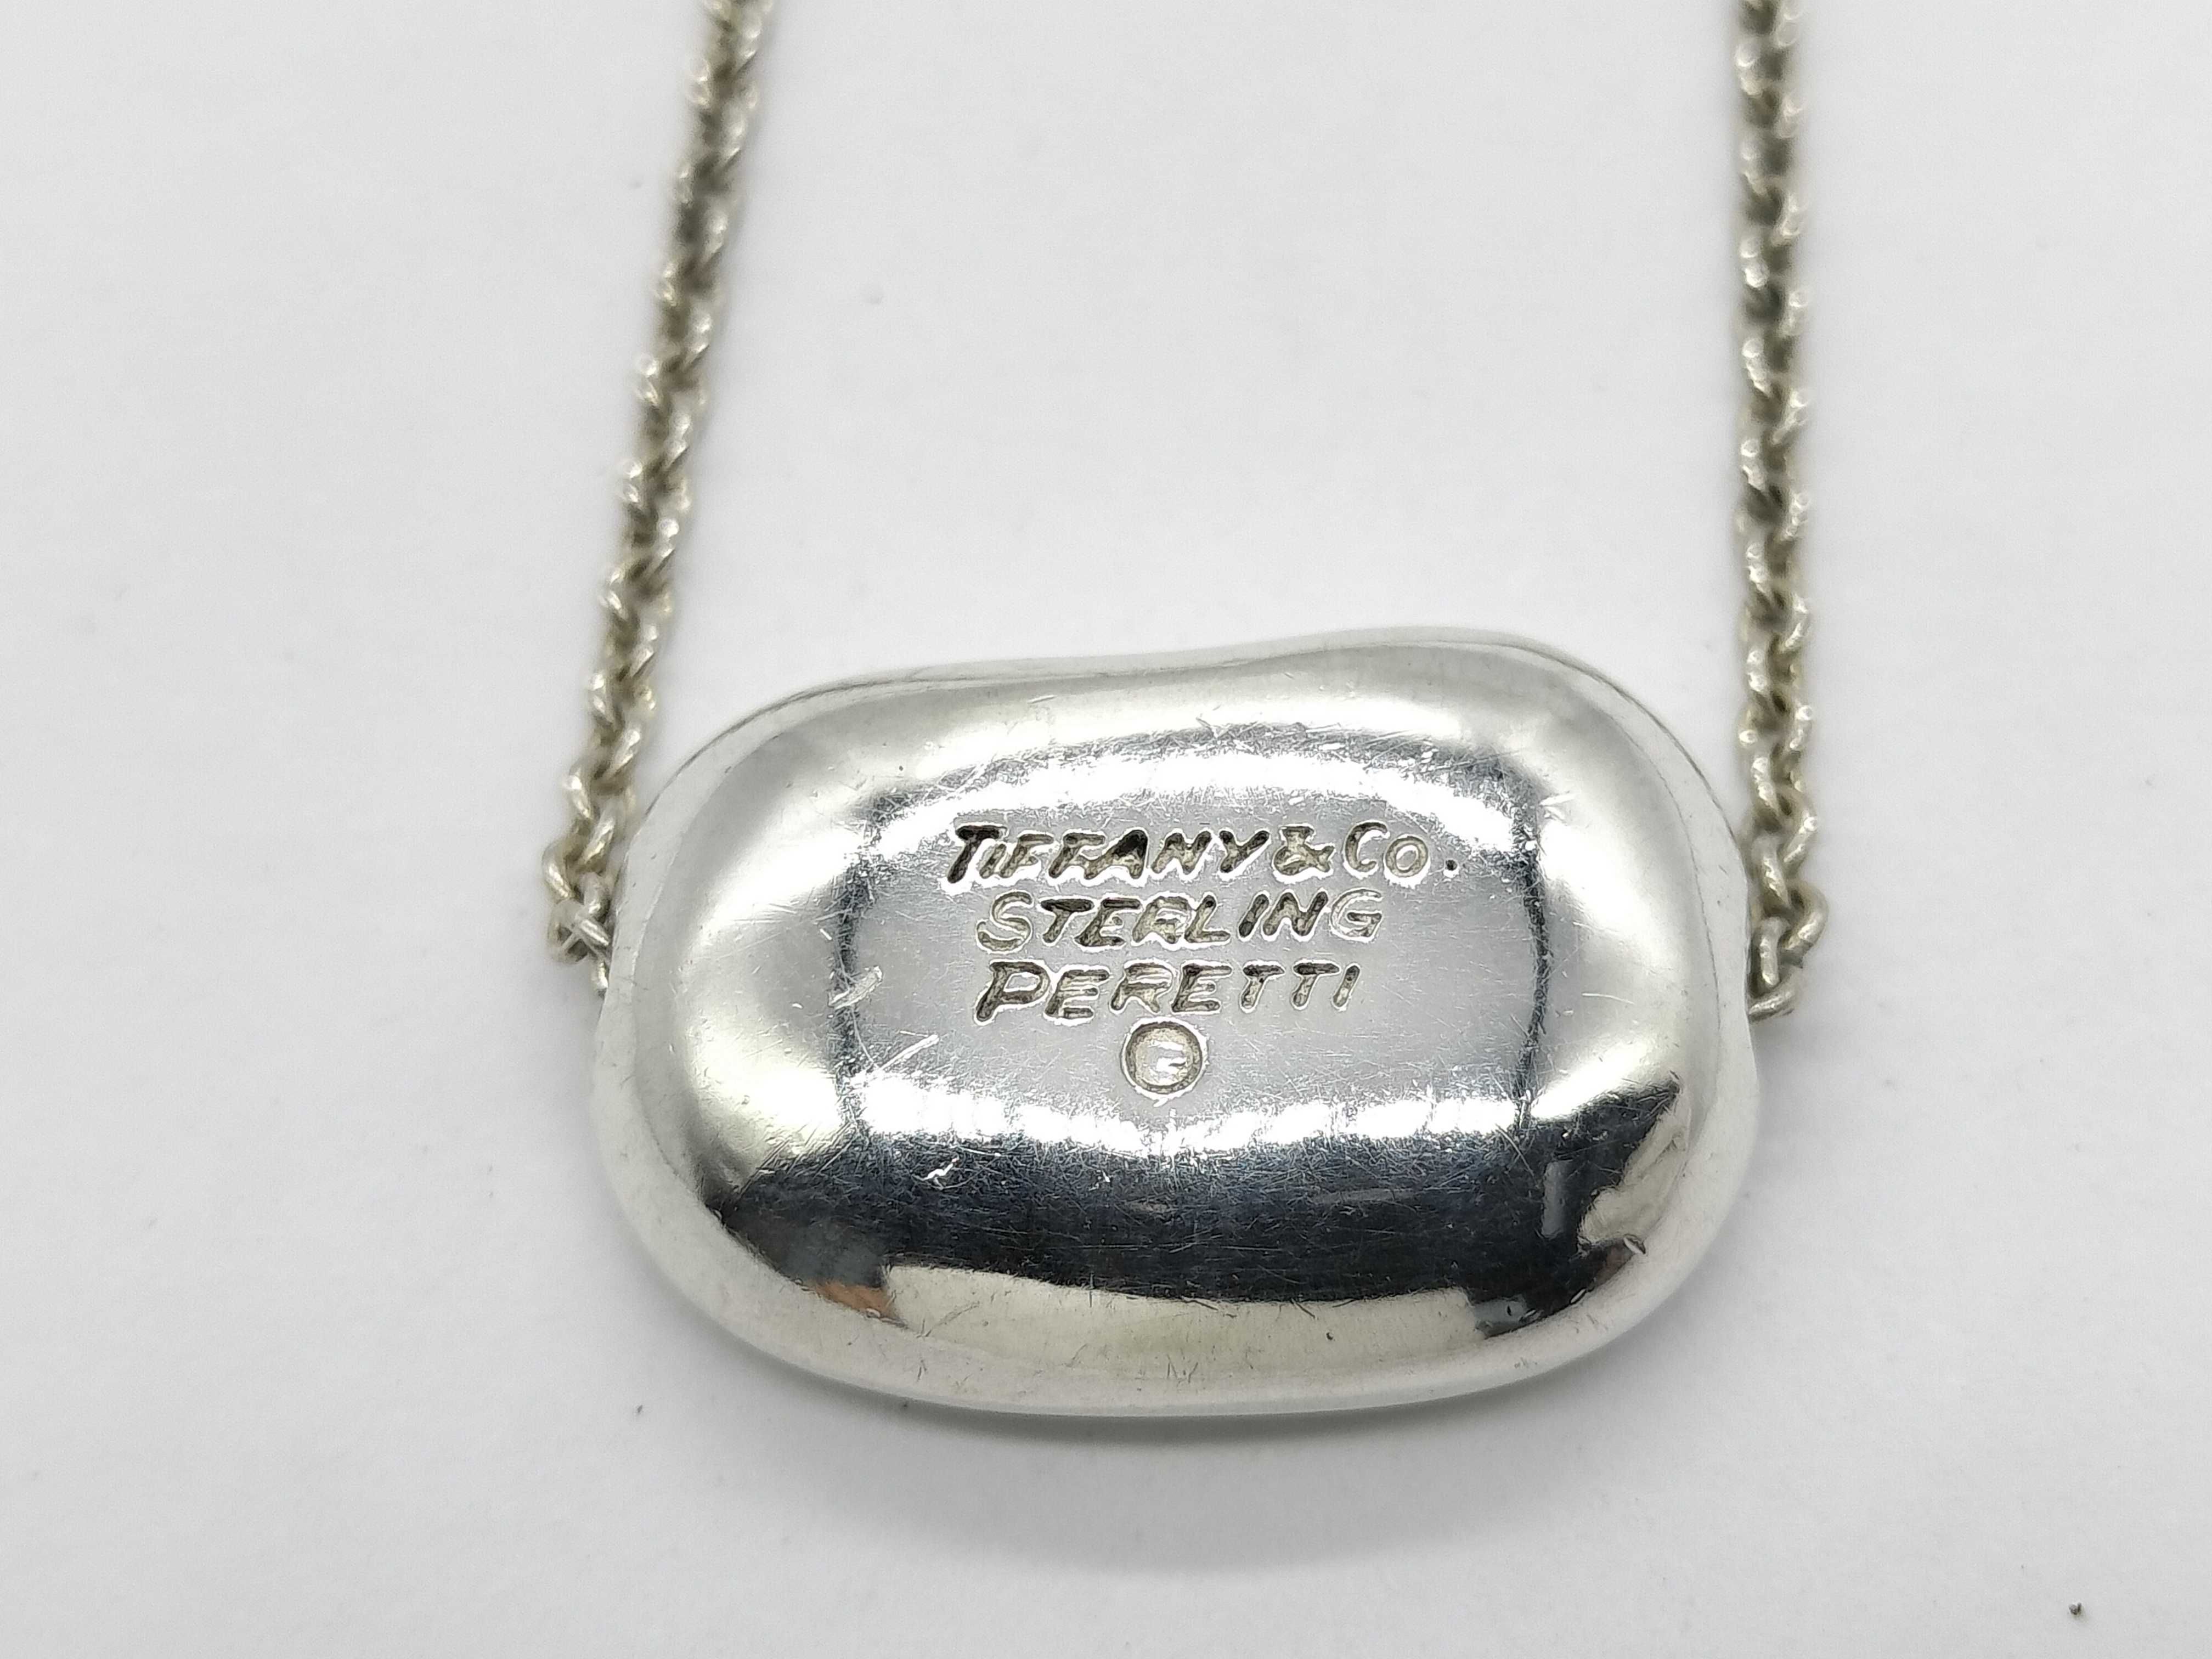 TIFFANY & CO.
STERLING
PERETTI